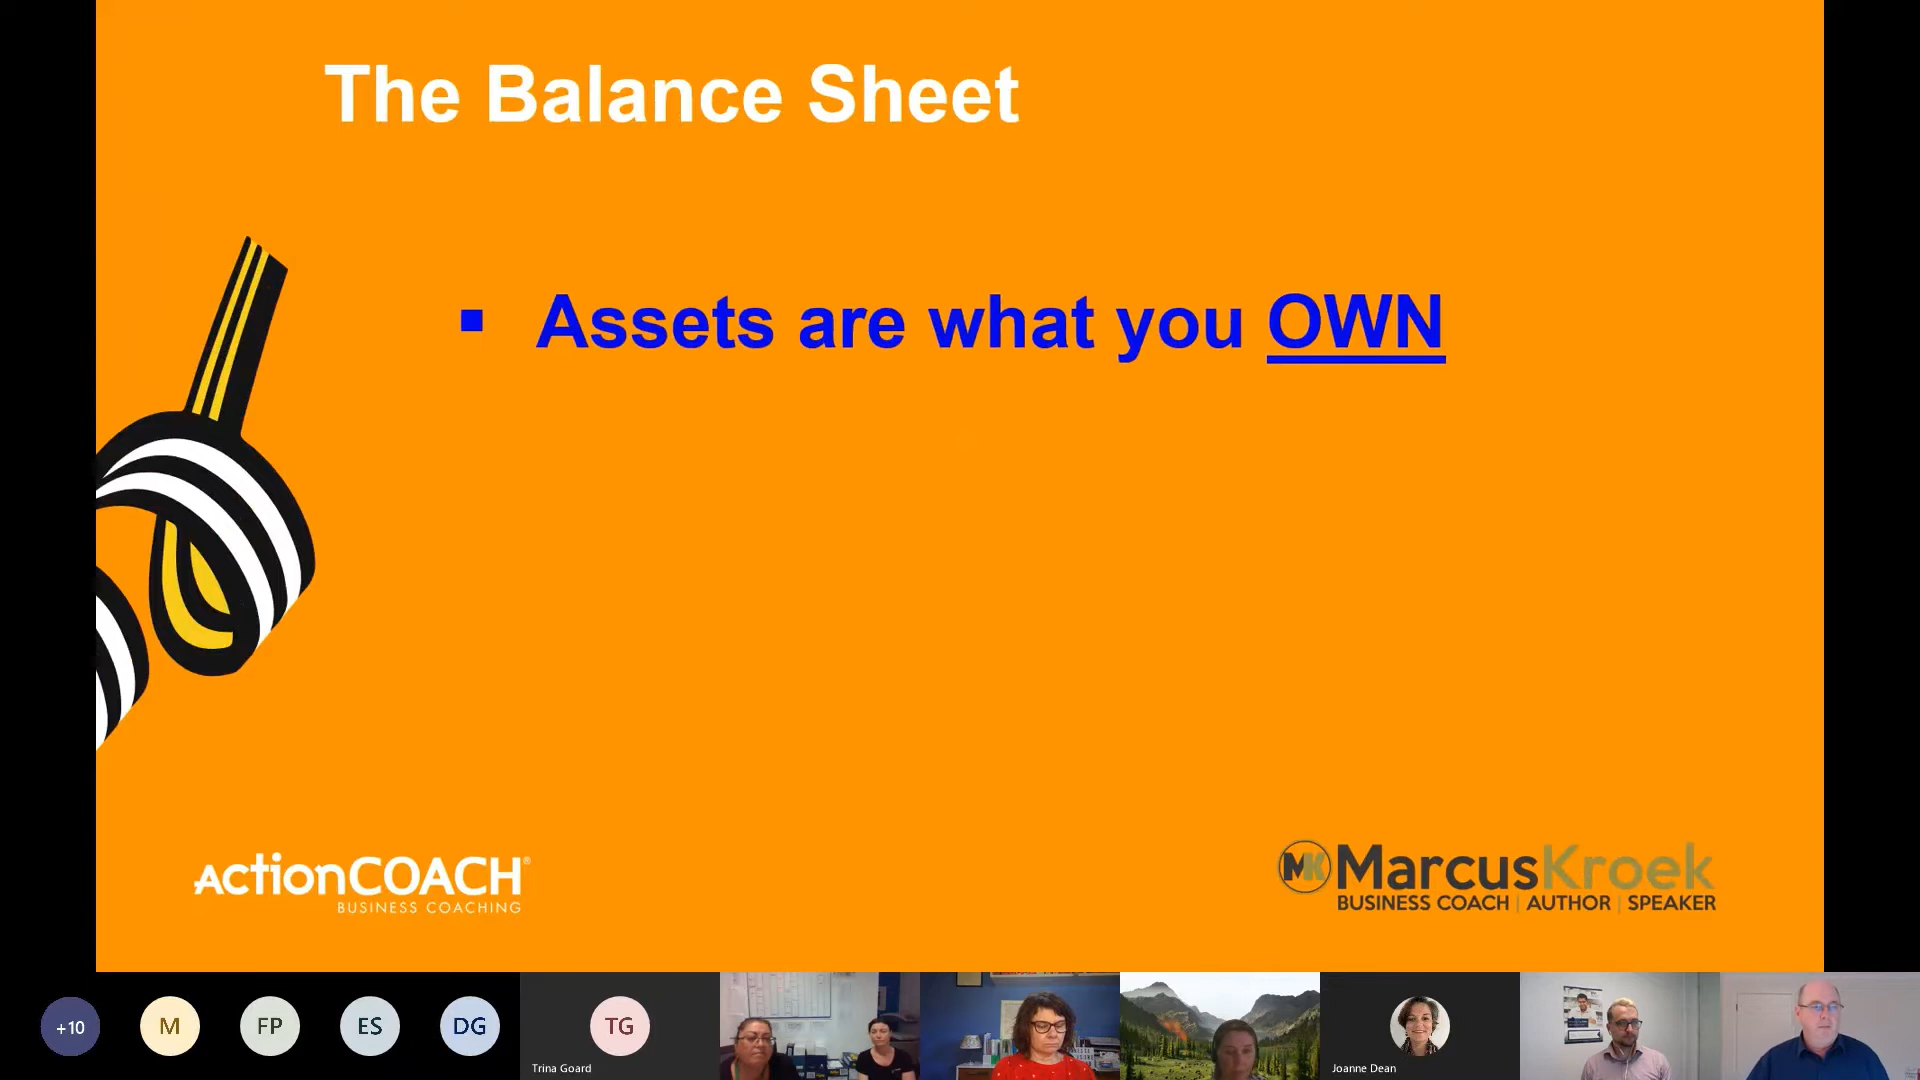 The Balance Sheet
▪ Assets are what you OWN
ActionCOACH®
BUSINESS COACHING
MK MarcusKroek
BUSINESS COACH | AUTHOR | SPEAKER
+10
M
FP
ES
DG
TG
Trina Goard
Joanne Dean